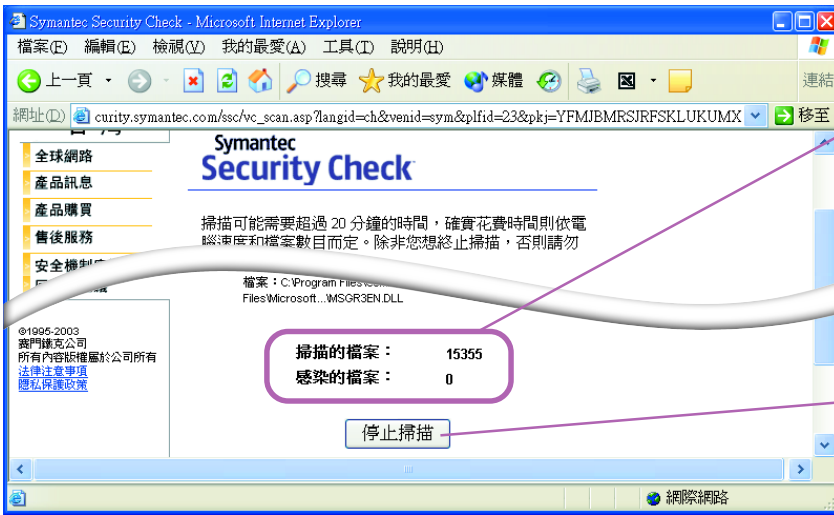 Symantec Security Check - Microsoft Internet Explorer
檔案(F) 編輯(E) 檢視(V) 我的最愛(A) 工具(T) 說明(H)
上一頁 搜尋 我的最愛 媒體 連結
網址(D) curity.symantec.com/ssc/vc_scan.asp?langid=ch&venid=sym&plfid=23&pkj=YFMJBMRSJRFSKLUKUMX 移至
全球網路
產品訊息
產品購買
售後服務
安全機制
Symantec
Security Check
掃描可能需要超過 20 分鐘的時間,確實花費時間則依電
腦速度和檔案數目而定。除非您想終止掃描,否則請勿
檔案:C:\Program Files\
Files\Microsoft...\MSGR3EN.DLL
掃描的檔案: 15355
感染的檔案: 0
停止掃描
©1995-2003
賽門鐵克公司
所有內容版權屬於公司所有
法律注意事項
隱私保護政策
網際網路